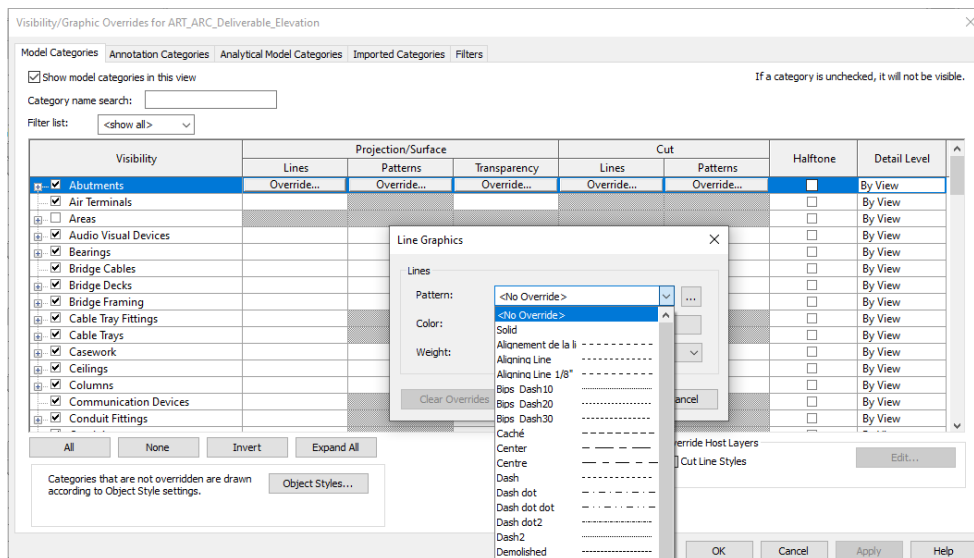 Visibility/Graphic Overrides for ART_ARC_Deliverable_Elevation
Model Categories Annotation Categories Analytical Model Categories Imported Categories Filters
Show model categories in this view
If a category is unchecked, it will not be visible.
Category name search:
Filter list: <show all>
Visibility Projection/Surface Cut Halftone Detail Level
Lines Patterns Transparency Lines Patterns
Abutments Override... Override... Override... Override... Override... By View
Air Terminals By View
Areas By View
Audio Visual Devices By View
Bearings By View
Bridge Cables By View
Bridge Decks By View
Bridge Framing By View
Cable Tray Fittings By View
Cable Trays By View
Casework By View
Ceilings By View
Columns By View
Communication Devices By View
Conduit Fittings By View
Line Graphics
Lines
Pattern: <No Override> ...
Color:
Weight:
Clear Overrides
<No Override>
Solid
Alignement de la li
Aligning Line
Aligning Line 1/8"
Bips Dash10
Bips Dash20
Bips Dash30
Caché
Center
Centre
Dash
Dash dot
Dash dot dot
Dash dot2
Dash2
Demolished
All None Invert Expand All
Categories that are not overridden are drawn
according to Object Style settings.
Object Styles...
Host Layers
Cut Line Styles
Edit...
OK Cancel Apply Help